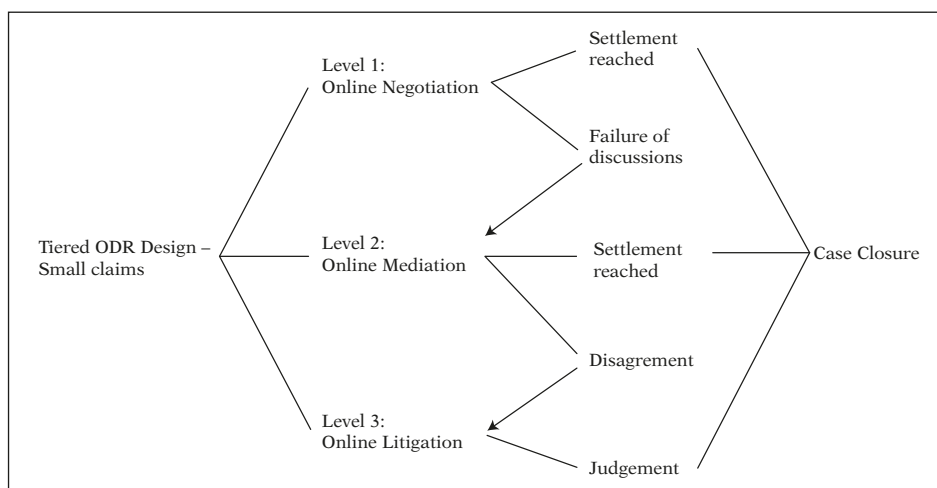 Tiered ODR Design –
Small claims
Level 1:
Online Negotiation
Settlement
reached
Failure of
discussions
Level 2:
Online Mediation
Settlement
reached
Disagrement
Level 3:
Online Litigation
Judgement
Case Closure